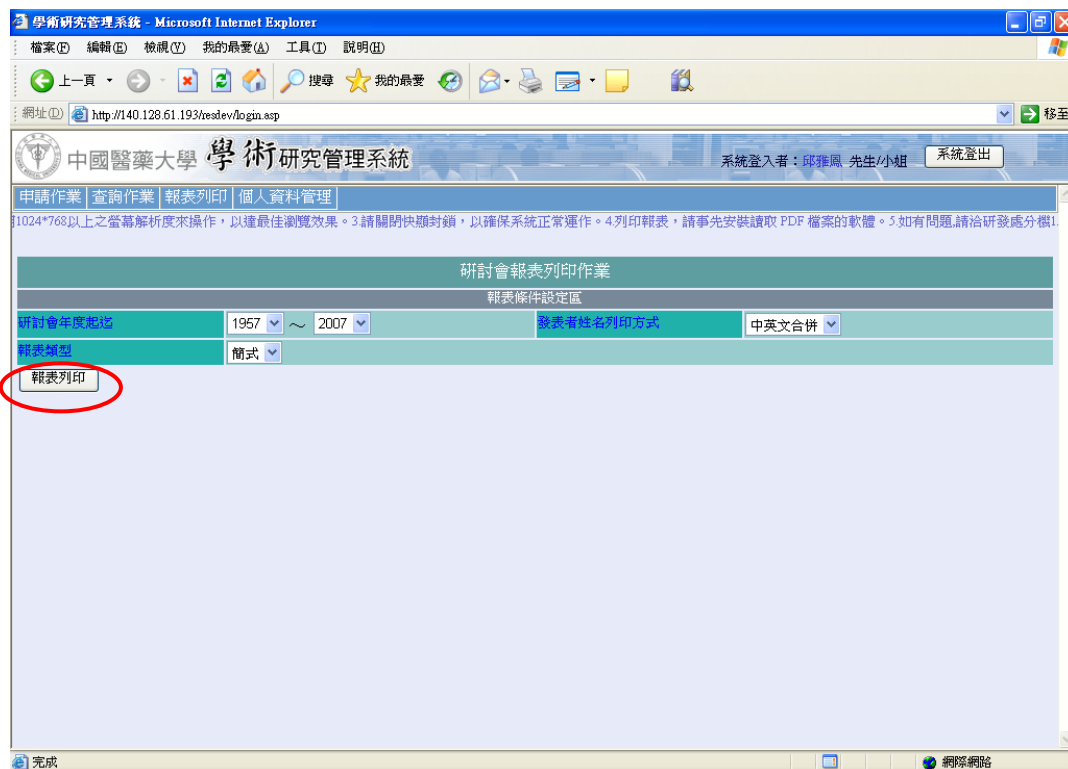 學術研究管理系統 - Microsoft Internet Explorer
檔案(F) 編輯(E) 檢視(V) 我的最愛(A) 工具(T) 說明(H)
上一頁 搜尋 我的最愛
網址(D) http://140.128.61.193/resdev/login.asp 移至
中國醫藥大學 學術研究管理系統 系統登入者：邱雅鳳 先生/小姐 系統登出
申請作業 查詢作業 報表列印 個人資料管理
1024*768以上之螢幕解析度來操作，以達最佳瀏覽效果。3.請關閉快顯封鎖，以確保系統正常運作。4.列印報表，請事先安裝讀取 PDF 檔案的軟體。5.如有問題,請洽研發處分機1
研討會報表列印作業
報表條件設定區
研討會年度起迄 1957 ～ 2007 發表者姓名列印方式 中英文合併
報表類型 簡式
報表列印
完成 網際網路